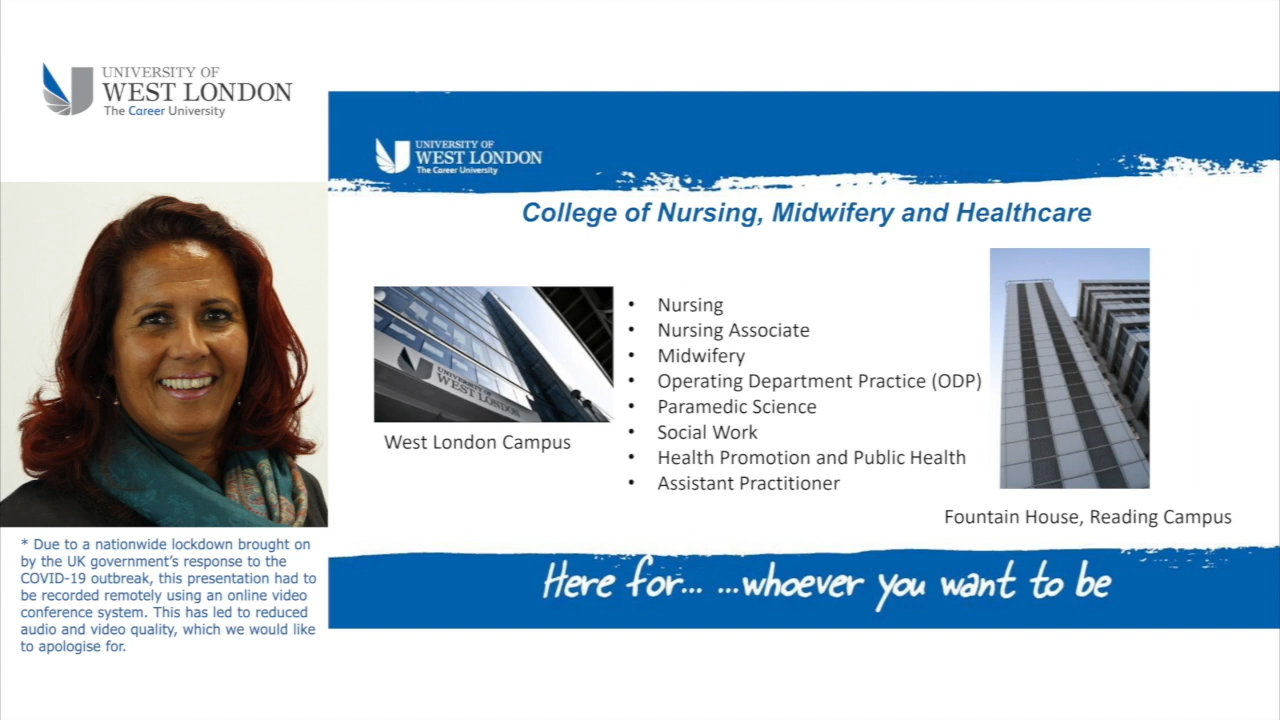 UNIVERSITY OF
WEST LONDON
The Career University
UNIVERSITY OF
WEST LONDON
The Career University
College of Nursing, Midwifery and Healthcare
UNIVERSITY OF
WEST LONDON
West London Campus
• Nursing
• Nursing Associate
• Midwifery
• Operating Department Practice (ODP)
• Paramedic Science
• Social Work
• Health Promotion and Public Health
• Assistant Practitioner
Fountain House, Reading Campus
Here for... ...whoever you want to be
* Due to a nationwide lockdown brought on
by the UK government’s response to the
COVID-19 outbreak, this presentation had to
be recorded remotely using an online video
conference system. This has led to reduced
audio and video quality, which we would like
to apologise for.